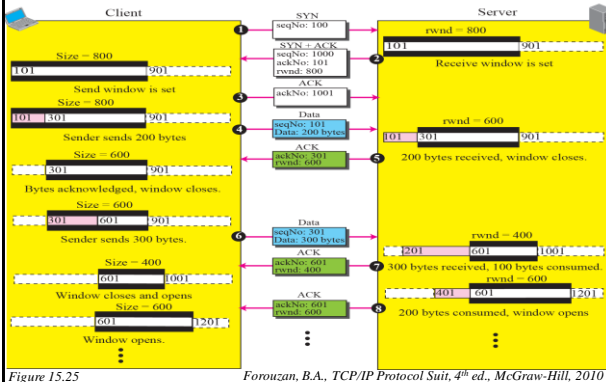 Client
Server
1
SYN
seqNo: 100
rwnd = 800
101 901
Receive window is set
2
SYN + ACK
seqNo: 1000
ackNo: 101
rwnd: 800
Size = 800
101 901
Send window is set
3
ACK
ackNo: 1001
Size = 800
101 301 901
Sender sends 200 bytes
4
Data
seqNo: 101
Data: 200 bytes
rwnd = 600
101 301 901
200 bytes received, window closes.
5
ACK
ackNo: 301
rwnd: 600
Size = 600
301 901
Bytes acknowledged, window closes.
Size = 600
301 601 901
Sender sends 300 bytes.
6
Data
seqNo: 301
Data: 300 bytes
rwnd = 400
201 601 1001
300 bytes received, 100 bytes consumed.
7
ACK
ackNo: 601
rwnd: 400
Size = 400
601 1001
Window closes and opens
rwnd = 600
401 601 1201
200 bytes consumed, window opens
8
ACK
ackNo: 601
rwnd: 600
Size = 600
601 1201
Window opens.
Figure 15.25
Forouzan, B.A., TCP/IP Protocol Suit, 4th ed., McGraw-Hill, 2010